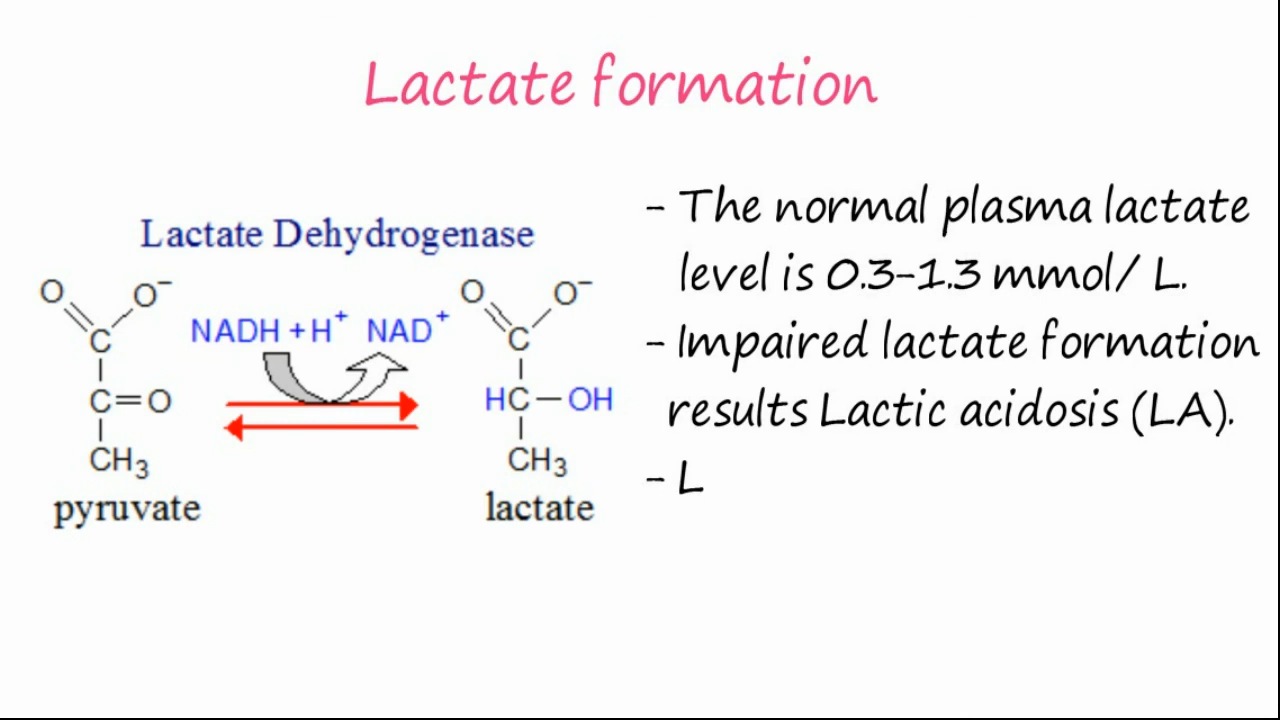 Lactate formation
Lactate Dehydrogenase
O O⁻
NADH + H⁺ NAD⁺
C
C=O
CH₃
pyruvate
O O⁻
C
HC—OH
CH₃
lactate
- The normal plasma lactate
level is 0.3-1.3 mmol/ L.
- Impaired lactate formation
results Lactic acidosis (LA).
- L